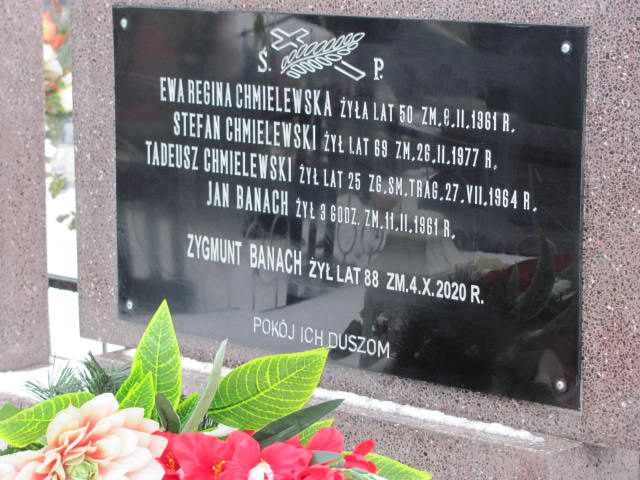 Ś. P.
EWA REGINA CHMIELEWSKA ŻYŁA LAT 50 ZM.8.II.1961 R.
STEFAN CHMIELEWSKI ŻYŁ LAT 69 ZM.26.II.1977 R.
TADEUSZ CHMIELEWSKI ŻYŁ LAT 25 ZG.ŚM.TRAG.27.VII.1964 R.
JAN BANACH ŻYŁ 3 GODZ. ZM.11.II.1961 R.
ZYGMUNT BANACH ŻYŁ LAT 88 ZM.4.X.2020 R.
POKÓJ ICH DUSZOM